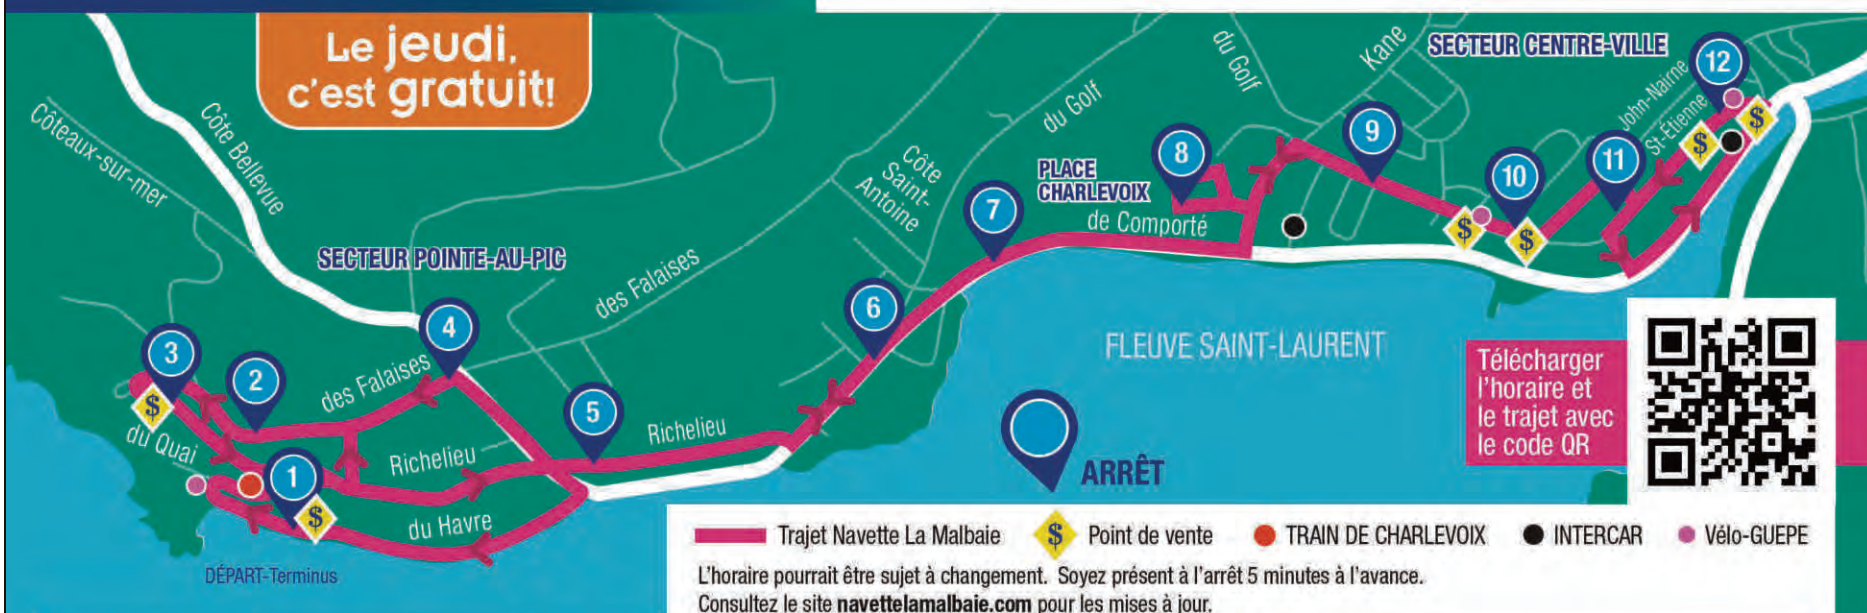 Le jeudi,
c'est gratuit!
SECTEUR CENTRE-VILLE
12
du Golf
Kane
John-Nairne
St-Étienne
$
$
Côteaux-sur-mer
Côte Bellevue
du Golf
Côte
Saint-
Antoine
8
9
10
11
PLACE
CHARLEVOIX
7
de Comporté
$
$
SECTEUR POINTE-AU-PIC
des Falaises
6
4
3
2
des Falaises
5
FLEUVE SAINT-LAURENT
$
du Quai
Richelieu
Richelieu
1
$
du Havre
DÉPART-Terminus
ARRÊT
Télécharger
l'horaire et
le trajet avec
le code QR
Trajet Navette La Malbaie $ Point de vente TRAIN DE CHARLEVOIX INTERCAR Vélo-GUEPE
L'horaire pourrait être sujet à changement. Soyez présent à l'arrêt 5 minutes à l'avance.
Consultez le site navettelamalbaie.com pour les mises à jour.